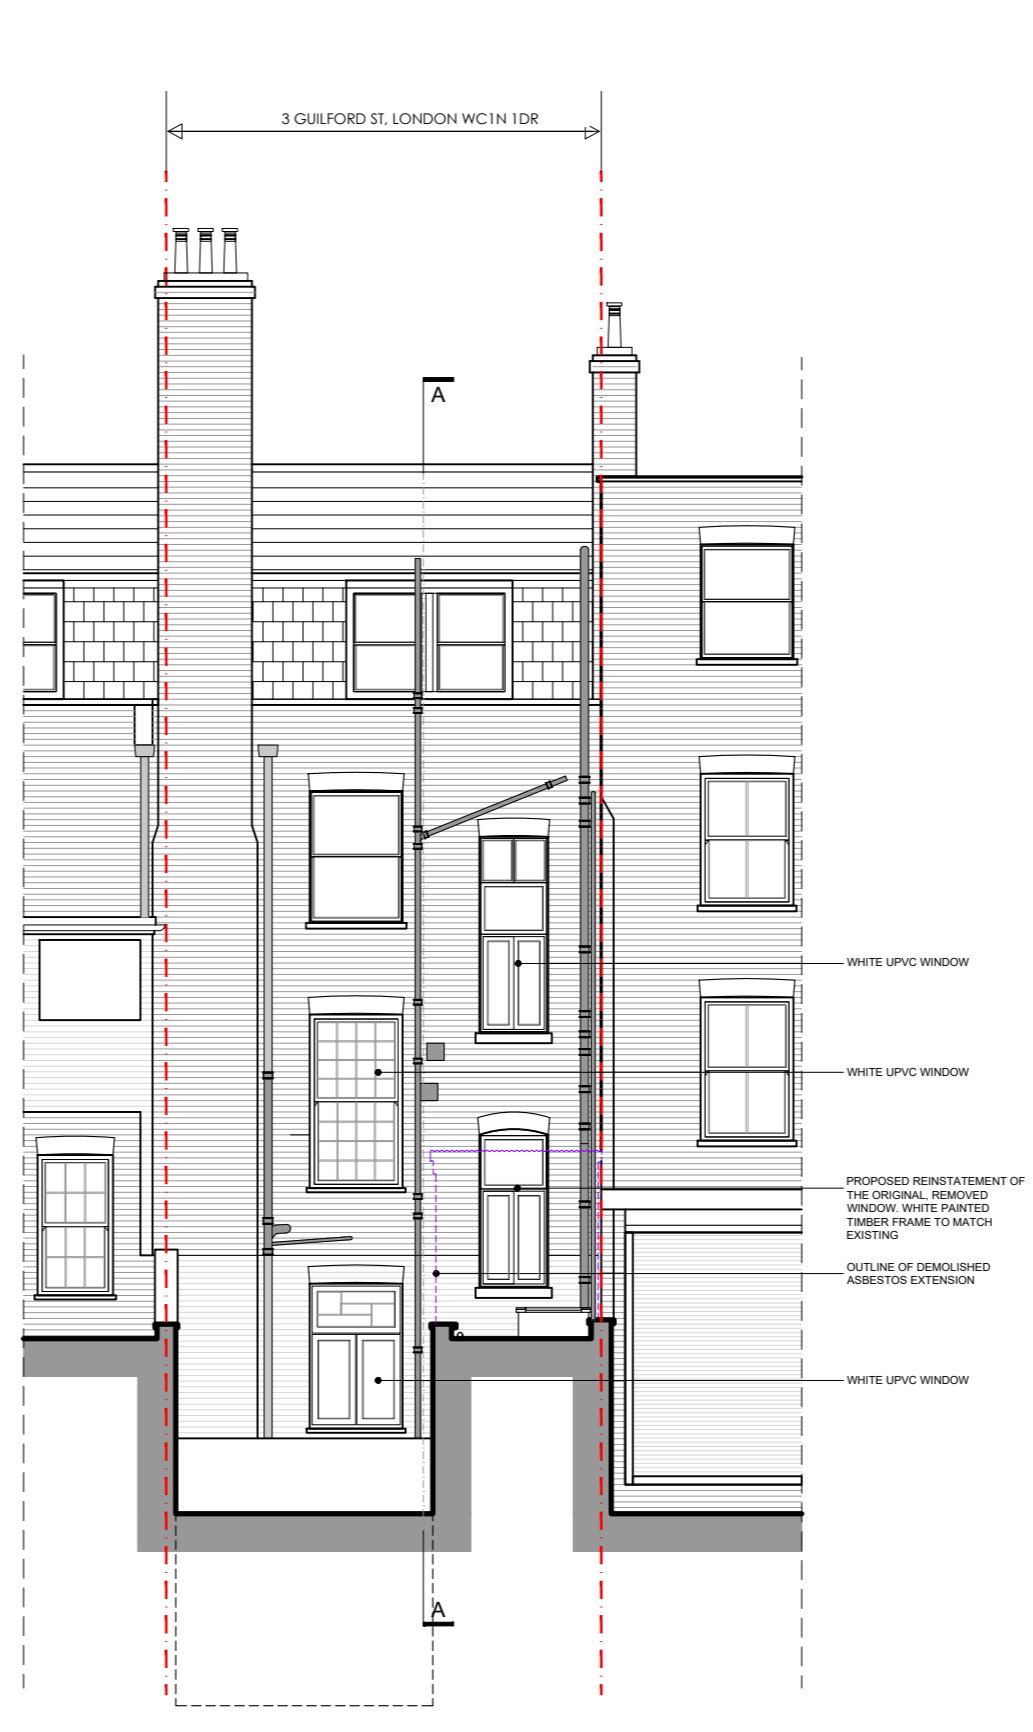 3 GUILFORD ST, LONDON WC1N 1DR
A
WHITE UPVC WINDOW
WHITE UPVC WINDOW
PROPOSED REINSTATEMENT OF
THE ORIGINAL, REMOVED
WINDOW. WHITE PAINTED
TIMBER FRAME TO MATCH
EXISTING
OUTLINE OF DEMOLISHED
ASBESTOS EXTENSION
WHITE UPVC WINDOW
A